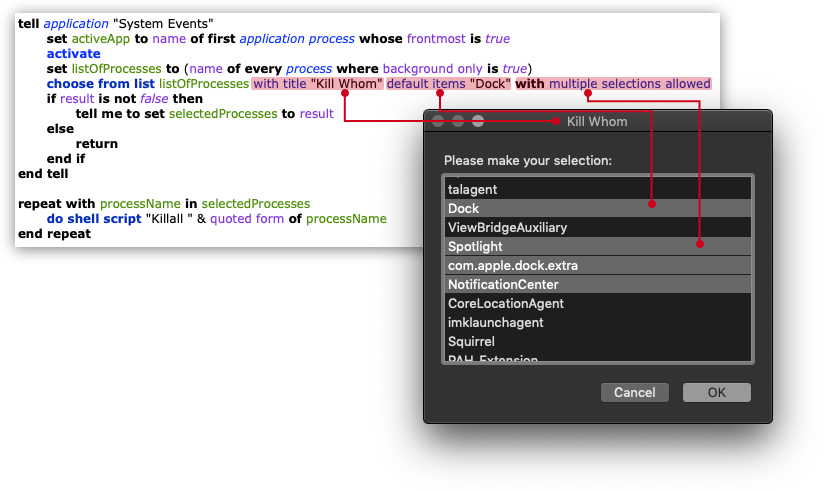 tell application "System Events"
set activeApp to name of first application process whose frontmost is true
activate
set listOfProcesses to (name of every process where background only is true)
choose from list listOfProcesses with title "Kill Whom" default items "Dock" with multiple selections allowed
if result is not false then
tell me to set selectedProcesses to result
else
return
end if
end tell
repeat with processName in selectedProcesses
do shell script "Killall " & quoted form of processName
end repeat
Kill Whom
Please make your selection:
talagent
Dock
ViewBridgeAuxiliary
Spotlight
com.apple.dock.extra
NotificationCenter
CoreLocationAgent
imklaunchagent
Squirrel
PAH_Extension
Cancel
OK